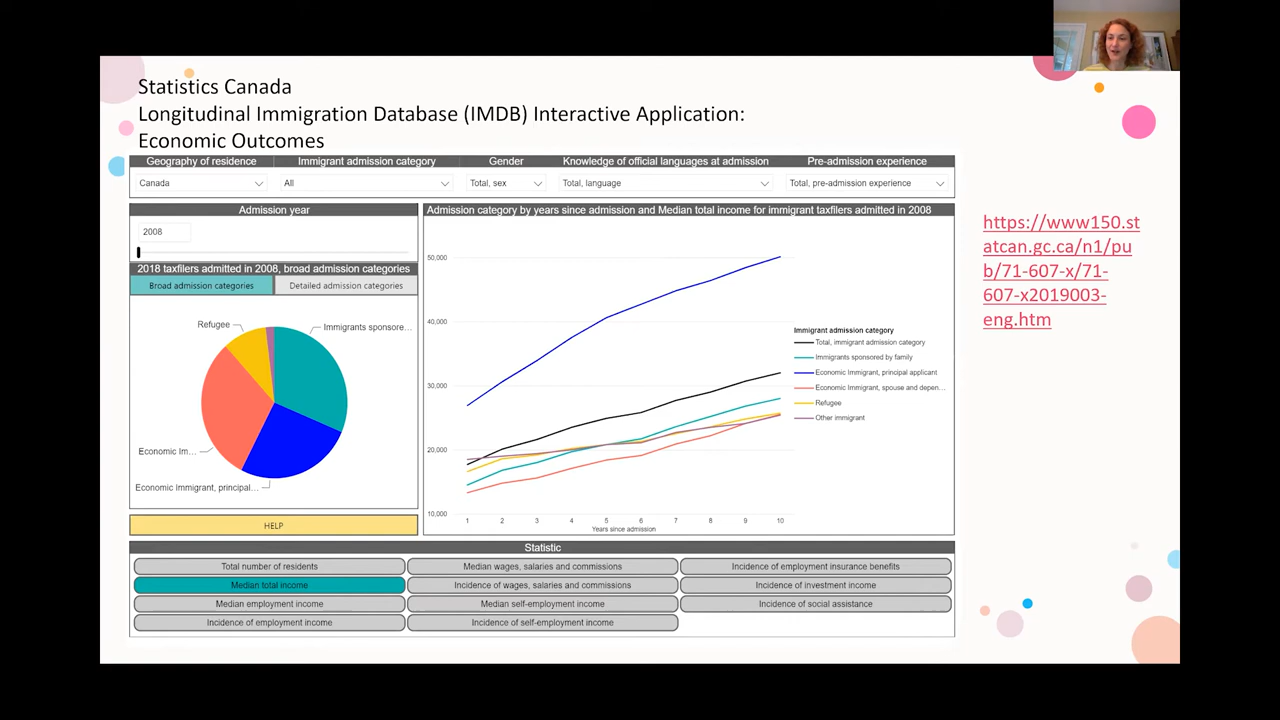 Statistics Canada
Longitudinal Immigration Database (IMDB) Interactive Application:
Economic Outcomes
Geography of residence
Immigrant admission category
Gender
Knowledge of official languages at admission
Pre-admission experience
Canada
All
Total, sex
Total, language
Total, pre-admission experience
Admission year
2008
2018 taxfilers admitted in 2008, broad admission categories
Broad admission categories
Detailed admission categories
Refugee
Immigrants sponsore...
Economic Im...
Economic Immigrant, principal...
HELP
Admission category by years since admission and Median total income for immigrant taxfilers admitted in 2008
50,000
40,000
30,000
20,000
10,000
1 2 3 4 5 6 7 8 9 10
Years since admission
Immigrant admission category
Total, immigrant admission category
Immigrants sponsored by family
Economic Immigrant, principal applicant
Economic Immigrant, spouse and depen...
Refugee
Other immigrant
https://www150.st
atcan.gc.ca/n1/pu
b/71-607-x/71-
607-x2019003-
eng.htm
Statistic
Total number of residents
Median wages, salaries and commissions
Incidence of employment insurance benefits
Median total income
Incidence of wages, salaries and commissions
Incidence of investment income
Median employment income
Median self-employment income
Incidence of social assistance
Incidence of employment income
Incidence of self-employment income